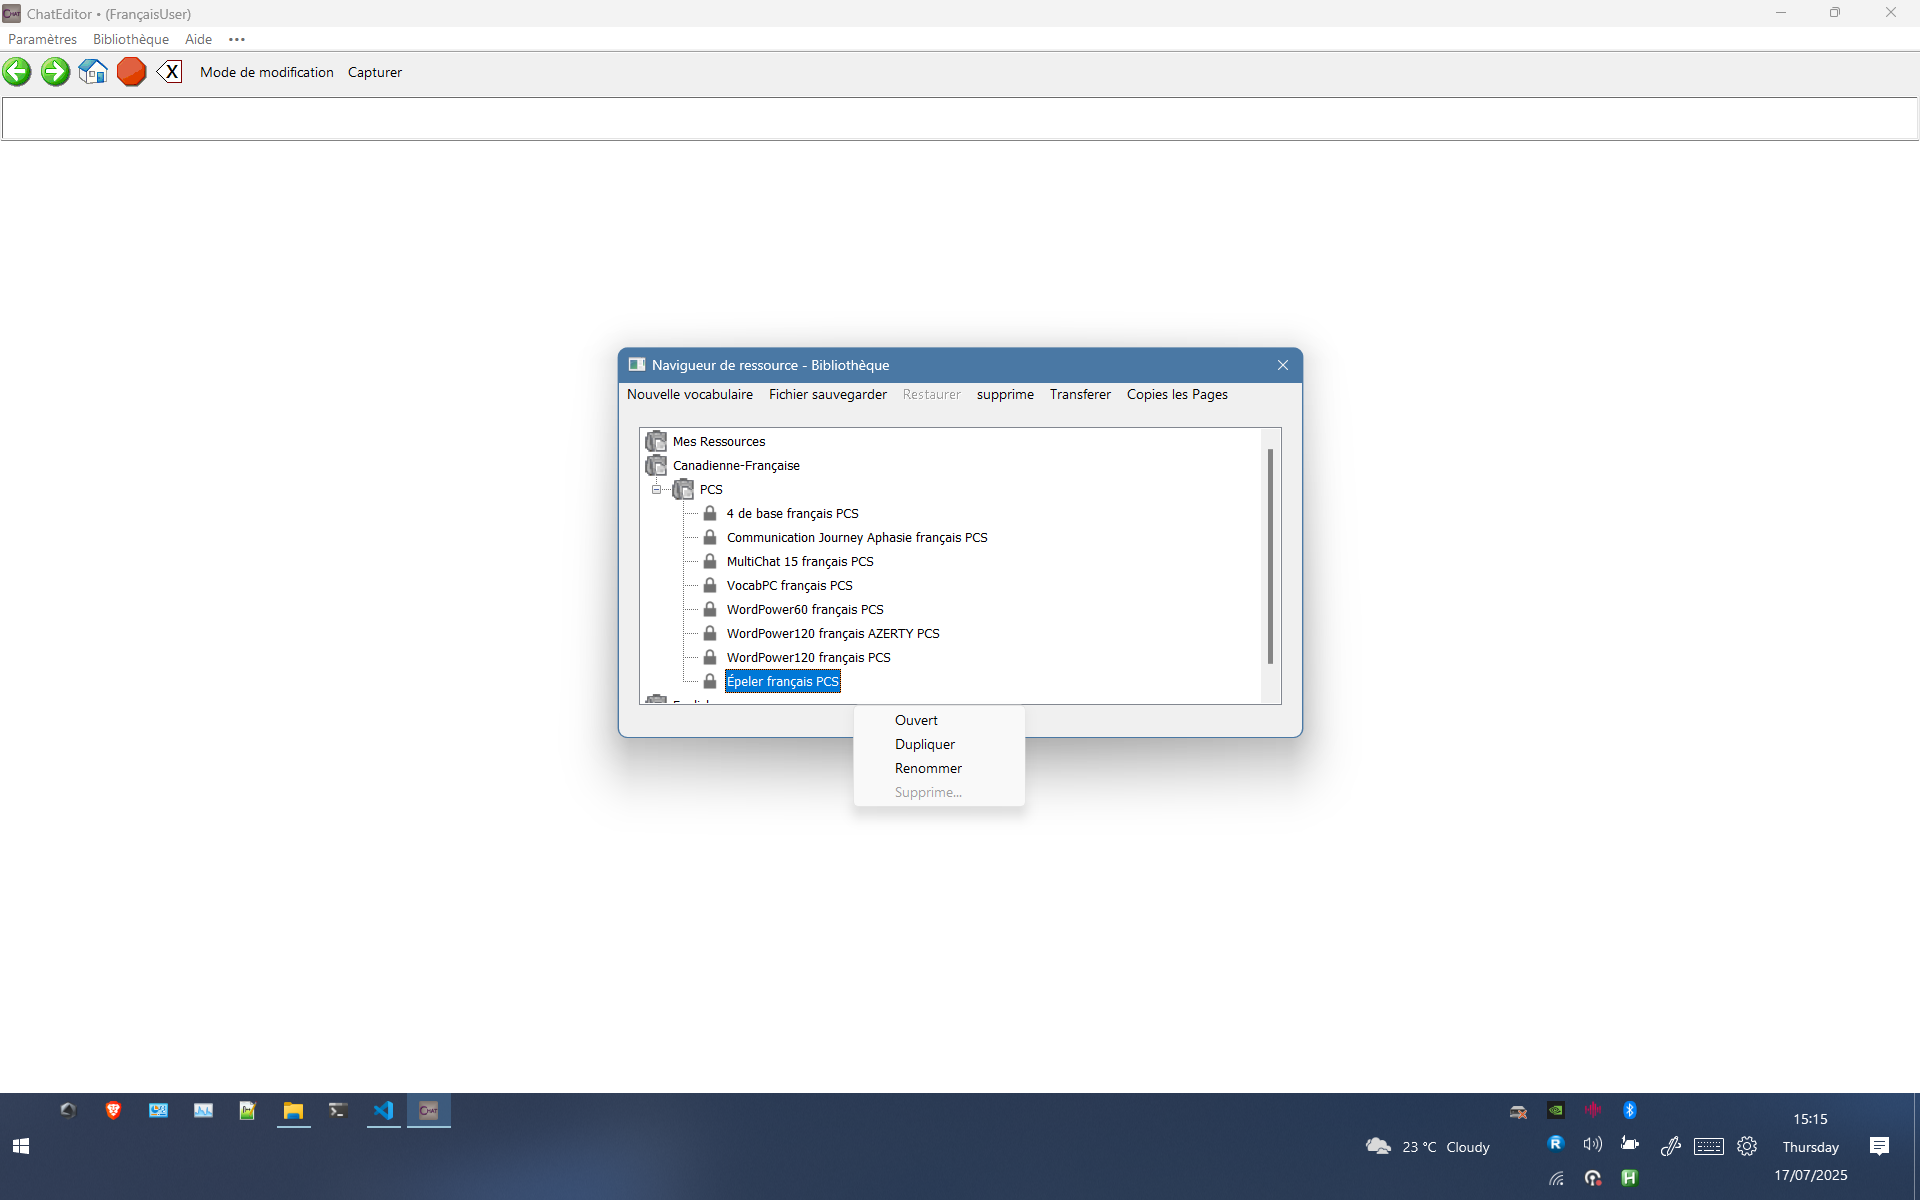 ChatEditor • (FrançaisUser)
Paramètres Bibliothèque Aide •••
X Mode de modification Capturer
Navigueur de ressource - Bibliothèque
Nouvelle vocabulaire Fichier sauvegarder Restaurer supprime Transferer Copies les Pages
Mes Ressources
Canadienne-Française
PCS
4 de base français PCS
Communication Journey Aphasie français PCS
MultiChat 15 français PCS
VocabPC français PCS
WordPower60 français PCS
WordPower120 français AZERTY PCS
WordPower120 français PCS
Épeler français PCS
Ouvert
Dupliquer
Renommer
Supprime...
CHAT
15:15
23 °C Cloudy
Thursday
17/07/2025